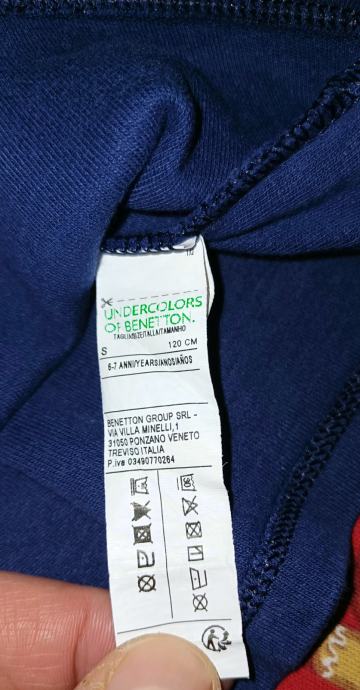 UNDERCOLORS
OF BENETTON.
TAGLIA/SIZE/TALLA/TAMANHO
S 120 CM
6-7 ANNI/YEARS/ANOS/AÑOS
BENETTON GROUP SRL -
VIA VILLA MINELLI,1
31050 PONZANO VENETO
TREVISO ITALIA
P.iva 03490770264